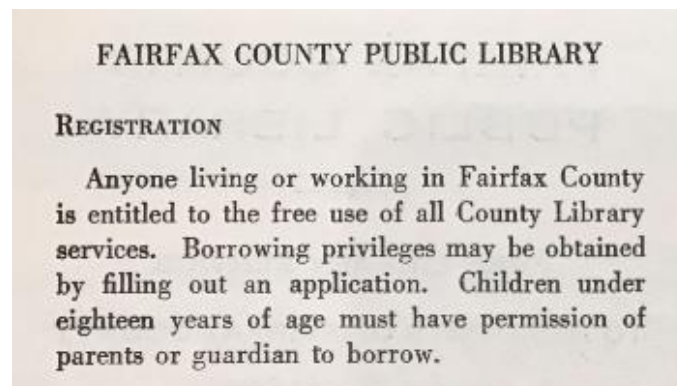 FAIRFAX COUNTY PUBLIC LIBRARY
REGISTRATION
Anyone living or working in Fairfax County
is entitled to the free use of all County Library
services. Borrowing privileges may be obtained
by filling out an application. Children under
eighteen years of age must have permission of
parents or guardian to borrow.